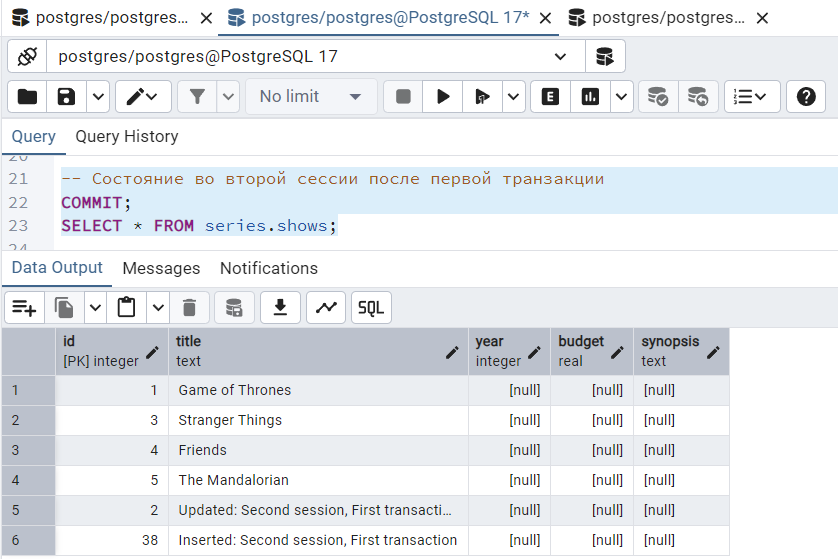 postgres/postgres... postgres/postgres@PostgreSQL 17* postgres/postgres...
postgres/postgres@PostgreSQL 17
No limit
Query Query History
20
21 -- Состояние во второй сессии после первой транзакции
22 COMMIT;
23 SELECT * FROM series.shows;
24
Data Output Messages Notifications
SQL
id title year budget synopsis
[PK] integer text integer real text
1 1 Game of Thrones [null] [null] [null]
2 3 Stranger Things [null] [null] [null]
3 4 Friends [null] [null] [null]
4 5 The Mandalorian [null] [null] [null]
5 2 Updated: Second session, First transacti... [null] [null] [null]
6 38 Inserted: Second session, First transaction [null] [null] [null]